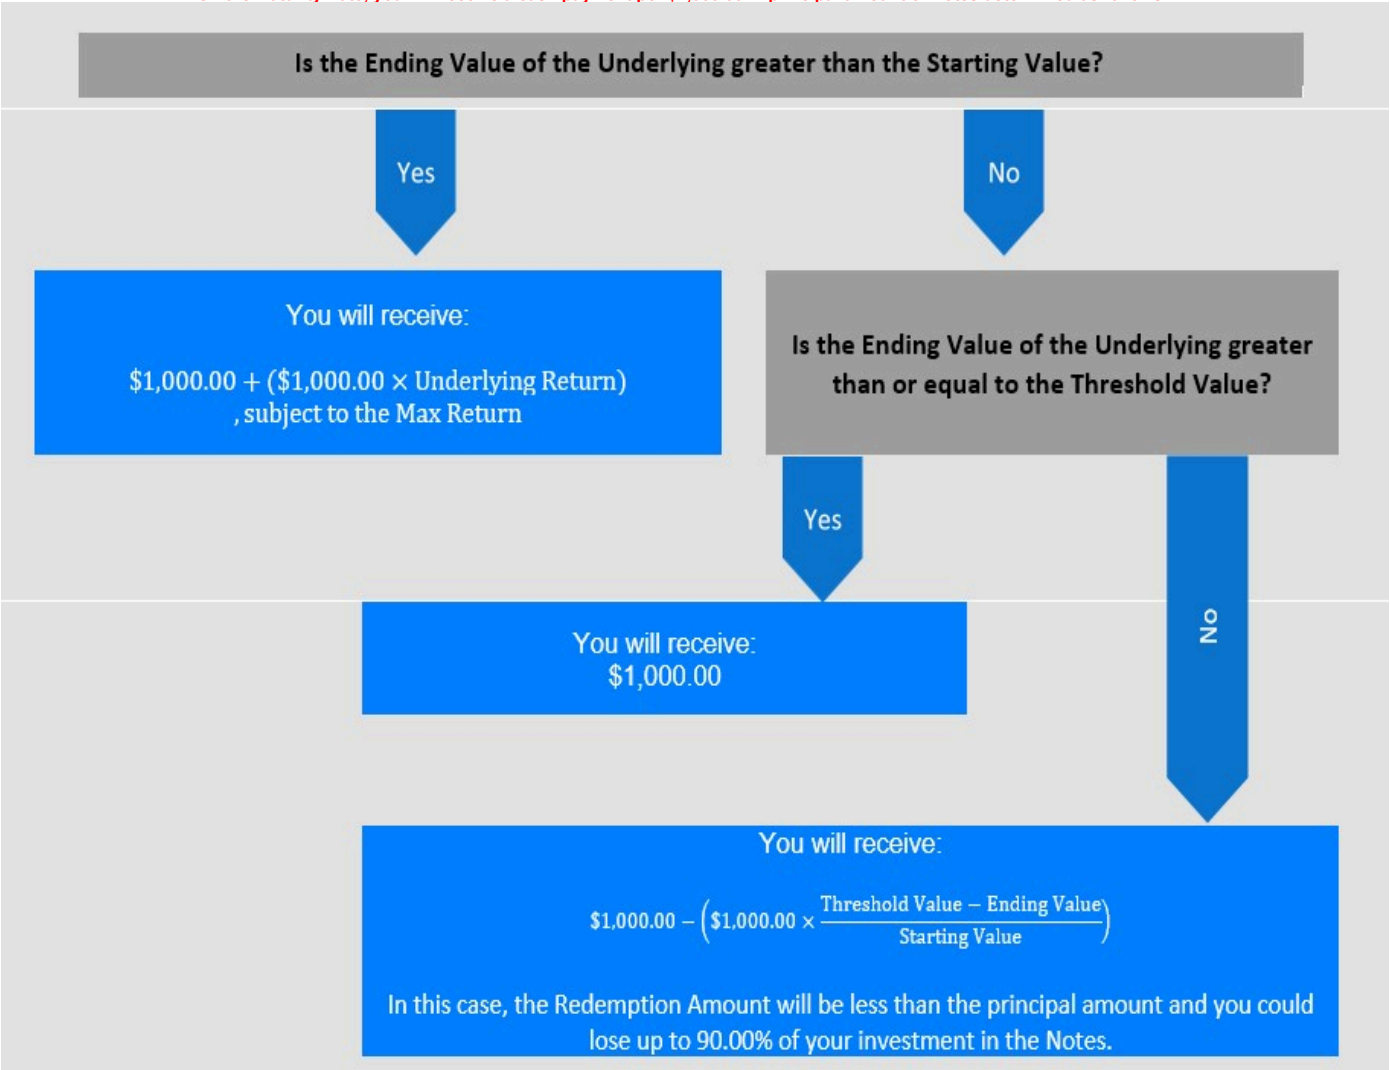 Is the Ending Value of the Underlying greater than the Starting Value?
Yes
No
You will receive:
$1,000.00 + ($1,000.00 × Underlying Return)
, subject to the Max Return
Is the Ending Value of the Underlying greater
than or equal to the Threshold Value?
Yes
No
You will receive:
$1,000.00
You will receive:
$1,000.00 − ($1,000.00 × Threshold Value − Ending Value)
Starting Value
In this case, the Redemption Amount will be less than the principal amount and you could
lose up to 90.00% of your investment in the Notes.